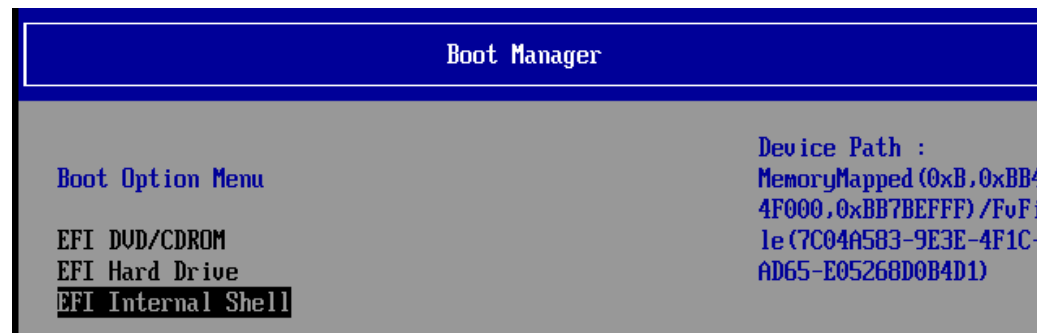 Boot Manager
Boot Option Menu
EFI DVD/CDROM
EFI Hard Drive
EFI Internal Shell
Device Path :
MemoryMapped(0xB,0xBB4
4F000,0xBB7BEFFF)/FvFi
le(7C04A583-9E3E-4F1C-
AD65-E05268D0B4D1)